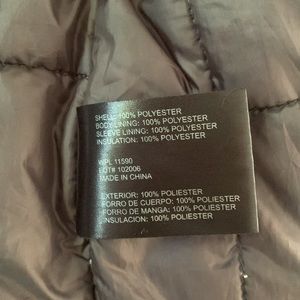 SHELL: 100% POLYESTER
BODY LINING: 100% POLYESTER
SLEEVE LINING: 100% POLYESTER
INSULATION: 100% POLYESTER
WPL 11590
LOT# 102006
MADE IN CHINA
EXTERIOR: 100% POLIESTER
FORRO DE CUERPO: 100% POLIESTER
FORRO DE MANGA: 100% POLIESTER
INSULACION: 100% POLIESTER